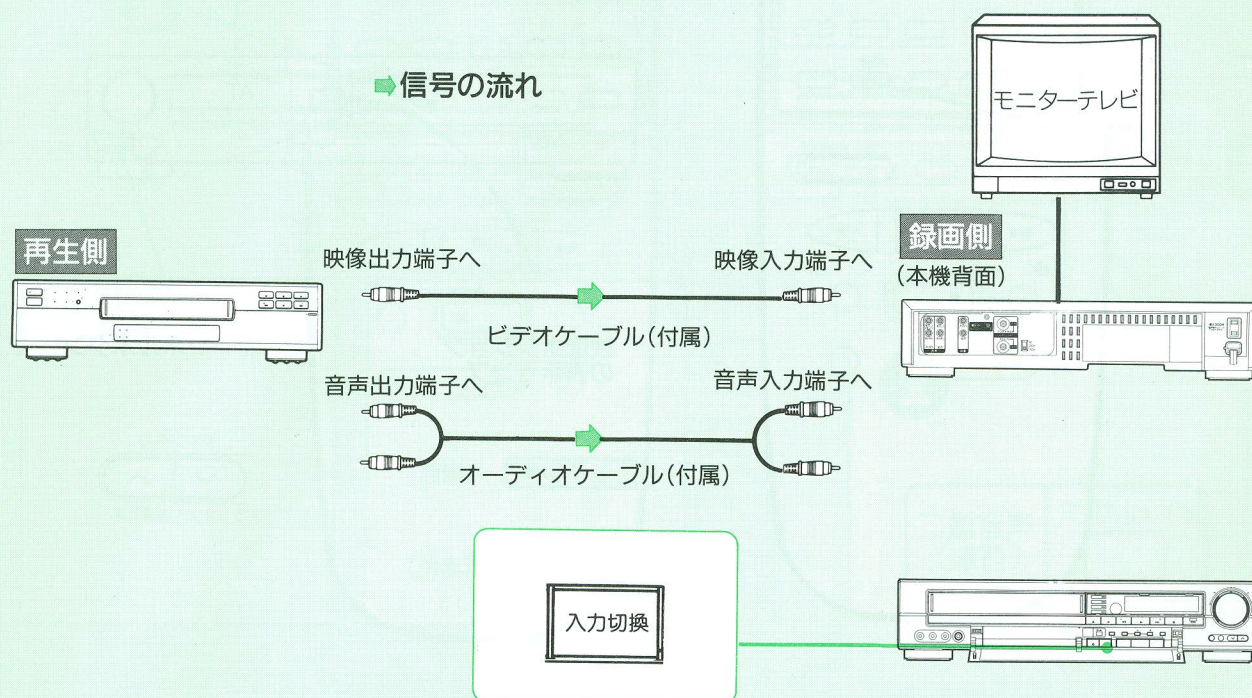 ➡信号の流れ
モニターテレビ
再生側
録画側
(本機背面)
映像出力端子へ
映像入力端子へ
ビデオケーブル(付属)
音声出力端子へ
音声入力端子へ
オーディオケーブル(付属)
入力切換